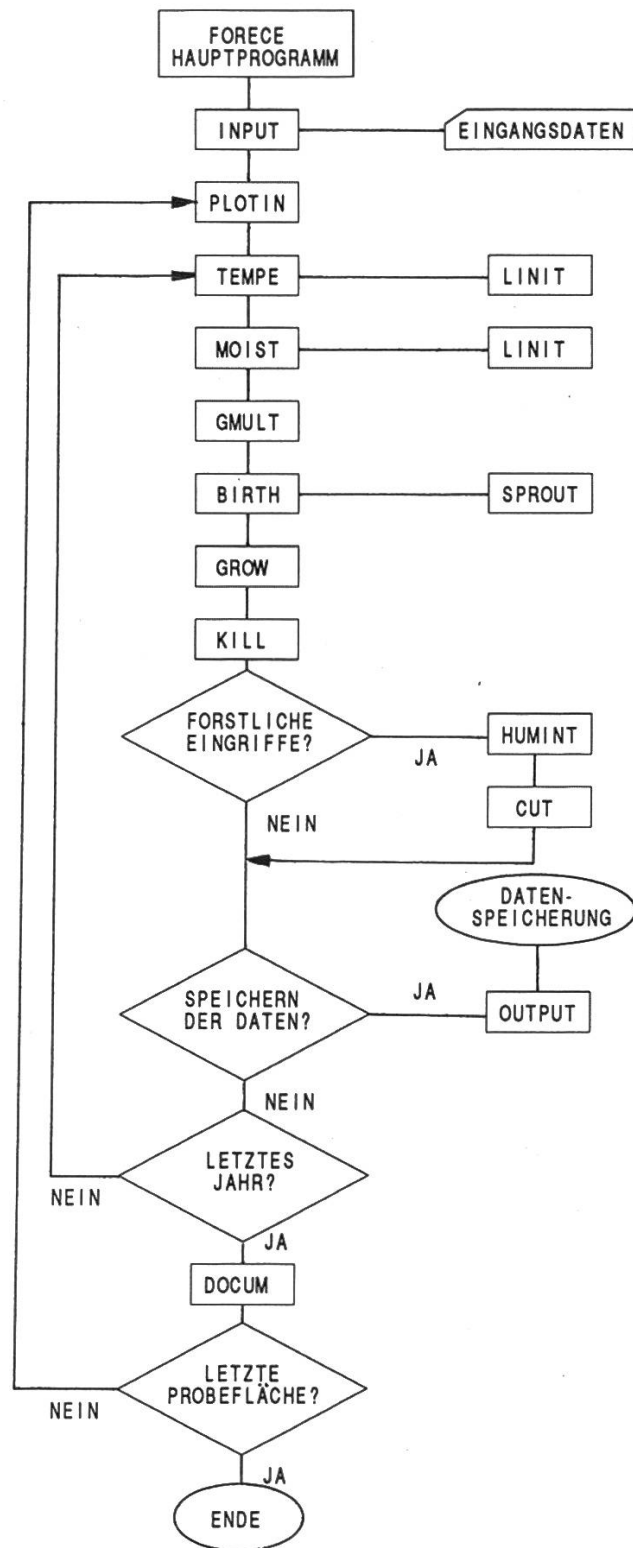 FORECE
HAUPTPROGRAMM
INPUT
EINGANGSDATEN
PLOTIN
TEMPE
LINIT
MOIST
LINIT
GMULT
BIRTH
SPROUT
GROW
KILL
FORSTLICHE
EINGRIFFE?
JA
HUMINT
CUT
NEIN
DATEN-
SPEICHERUNG
SPEICHERN
DER DATEN?
JA
OUTPUT
NEIN
LETZTES
JAHR?
NEIN
JA
DOCUM
LETZTE
PROBEFLÄCHE?
NEIN
JA
ENDE